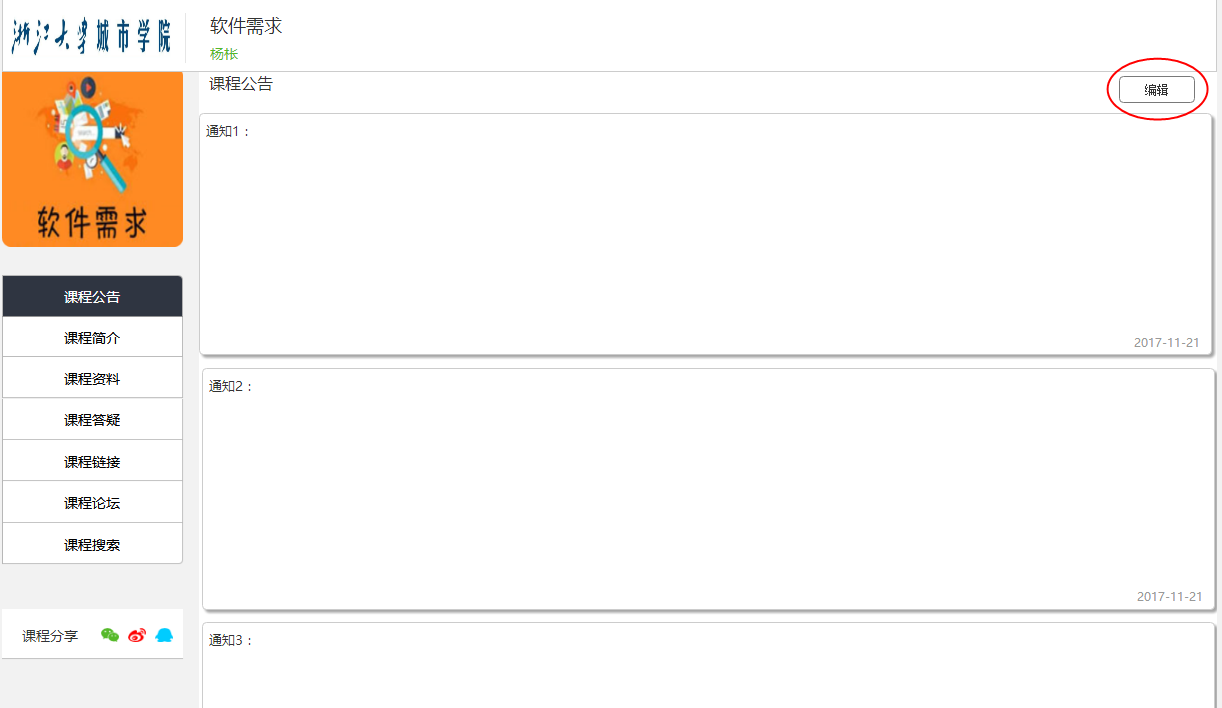 浙江大学城市学院
软件需求
杨枨
课程公告
编辑
软件需求
通知1：
2017-11-21
课程公告
课程简介
课程资料
课程答疑
课程链接
课程论坛
课程搜索
通知2：
2017-11-21
课程分享
通知3：